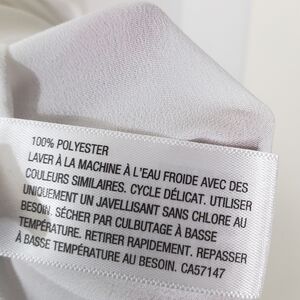 100% POLYESTER
LAVER À LA MACHINE À L'EAU FROIDE AVEC DES
COULEURS SIMILAIRES. CYCLE DÉLICAT. UTILISER
UNIQUEMENT UN JAVELLISANT SANS CHLORE AU
BESOIN. SÉCHER PAR CULBUTAGE À BASSE
TEMPÉRATURE. RETIRER RAPIDEMENT. REPASSER
À BASSE TEMPÉRATURE AU BESOIN. CA57147